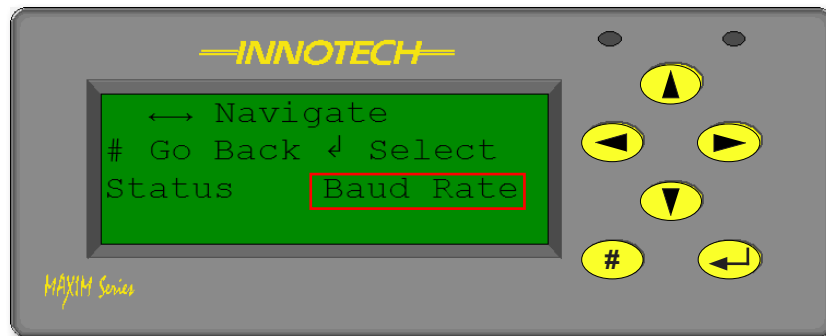 INNOTECH
←→ Navigate
# Go Back ↲ Select
Status Baud Rate
#
MAXIM Series